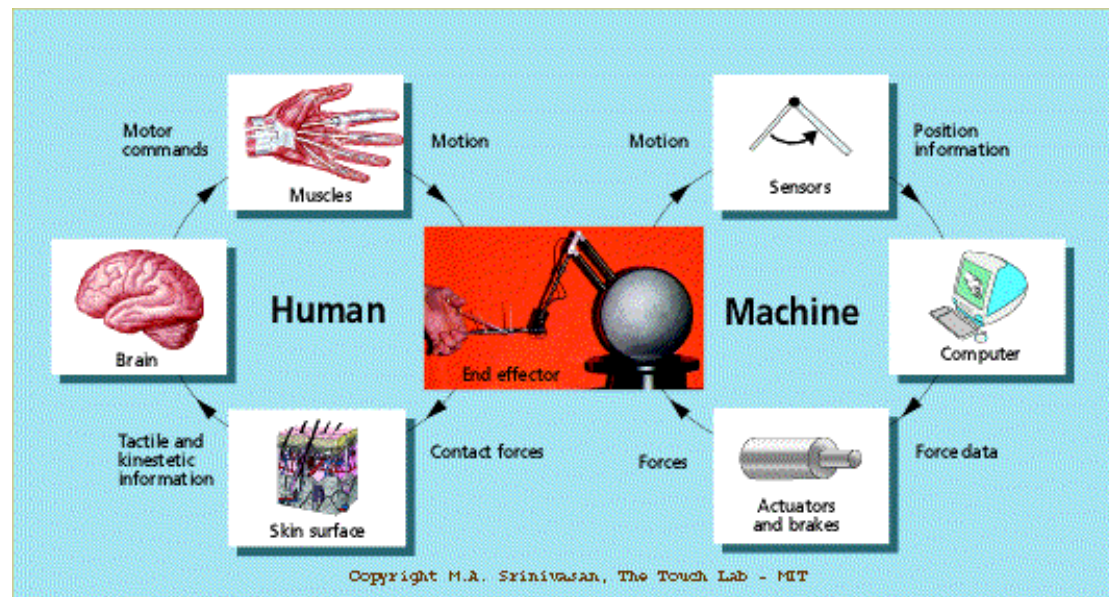 Motor
commands
Muscles
Motion
Motion
Sensors
Position
information
Brain
Human
End effector
Machine
Computer
Tactile and
kinestetic
information
Skin surface
Contact forces
Forces
Actuators
and brakes
Force data
Copyright M.A. Srinivasan, The Touch Lab - MIT